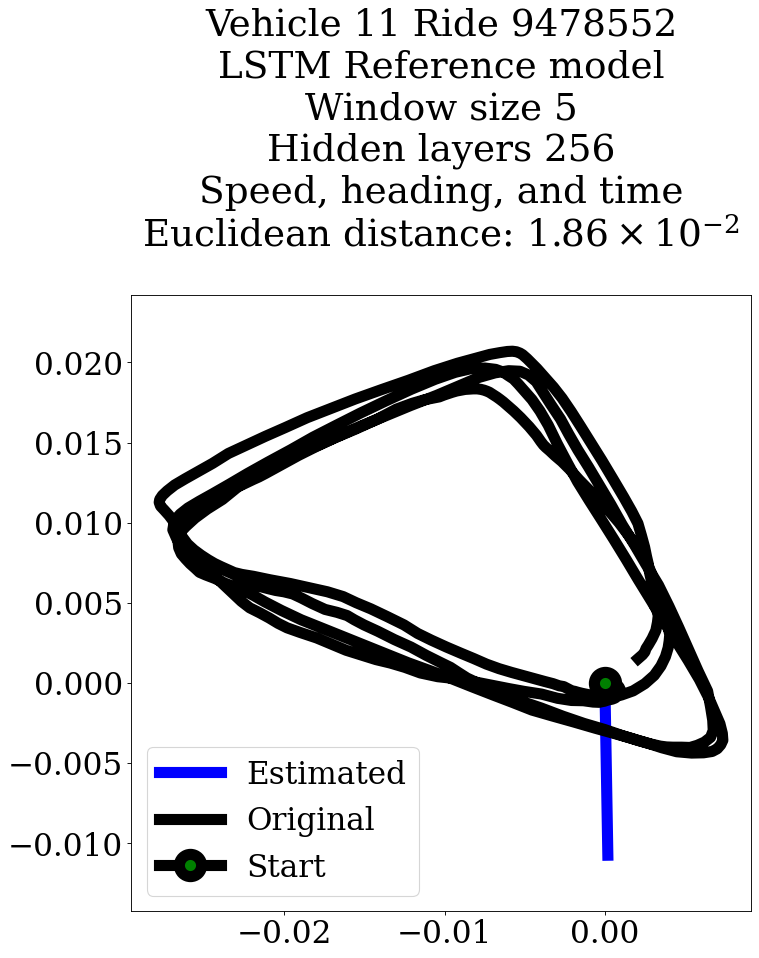 Vehicle 11 Ride 9478552
LSTM Reference model
Window size 5
Hidden layers 256
Speed, heading, and time
Euclidean distance: 1.86 × 10⁻²
0.020
0.015
0.010
0.005
0.000
−0.005
−0.010
Estimated
Original
Start
−0.02 −0.01 0.00